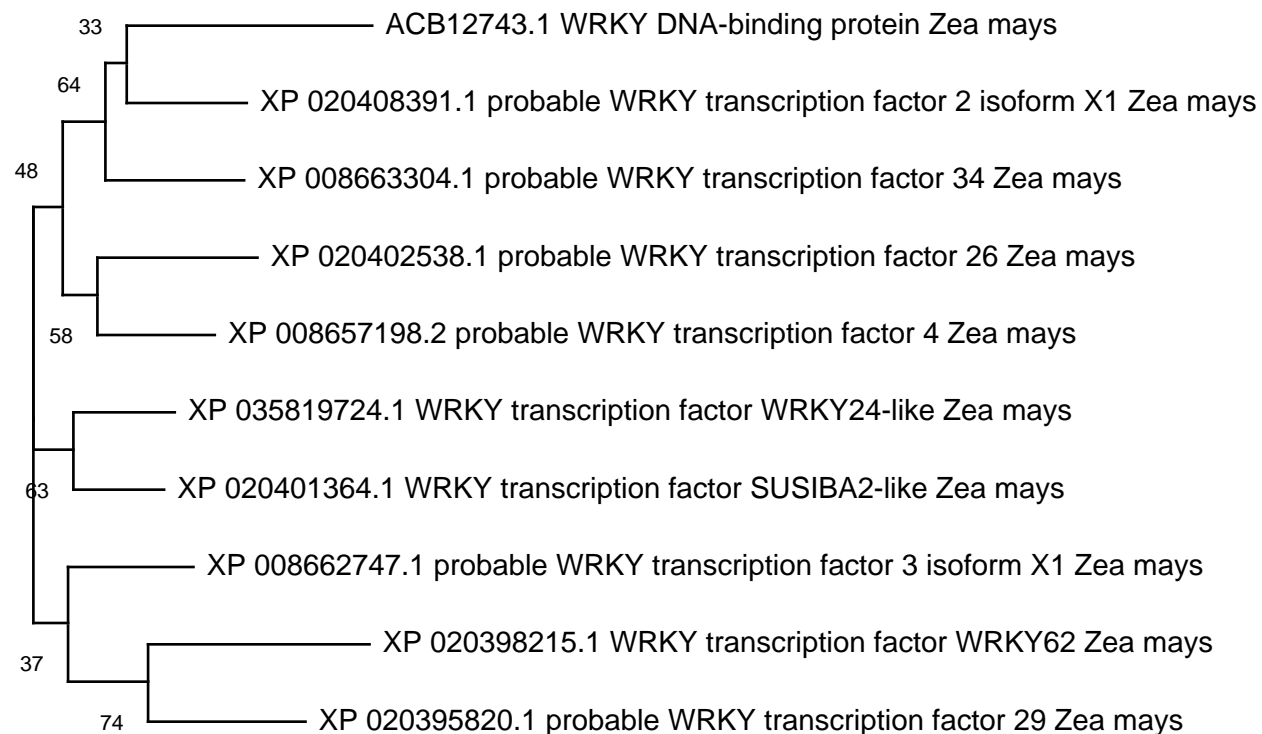 33
ACB12743.1 WRKY DNA-binding protein Zea mays
64
XP 020408391.1 probable WRKY transcription factor 2 isoform X1 Zea mays
48
XP 008663304.1 probable WRKY transcription factor 34 Zea mays
XP 020402538.1 probable WRKY transcription factor 26 Zea mays
58
XP 008657198.2 probable WRKY transcription factor 4 Zea mays
XP 035819724.1 WRKY transcription factor WRKY24-like Zea mays
63
XP 020401364.1 WRKY transcription factor SUSIBA2-like Zea mays
XP 008662747.1 probable WRKY transcription factor 3 isoform X1 Zea mays
37
XP 020398215.1 WRKY transcription factor WRKY62 Zea mays
74
XP 020395820.1 probable WRKY transcription factor 29 Zea mays